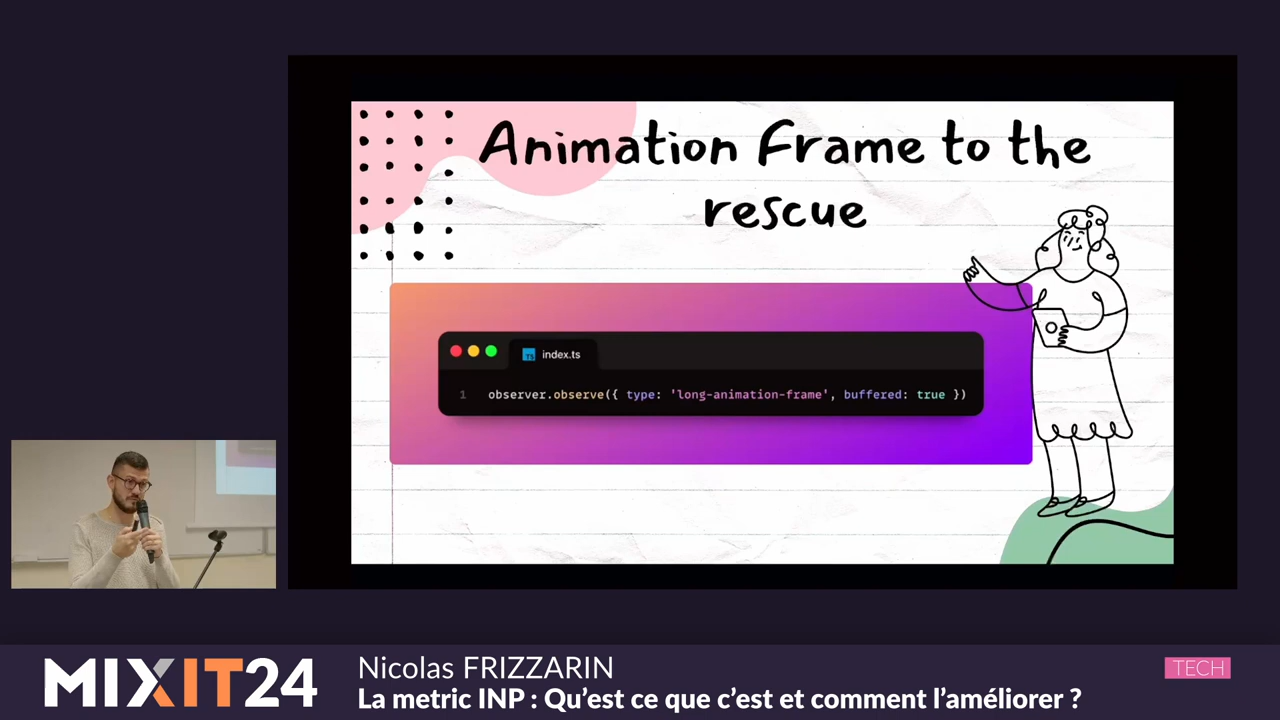 Animation Frame to the
rescue
index.ts
1 observer.observe({ type: 'long-animation-frame', buffered: true })
MIXIT24
Nicolas FRIZZARIN
TECH
La metric INP : Qu’est ce que c’est et comment l’améliorer ?